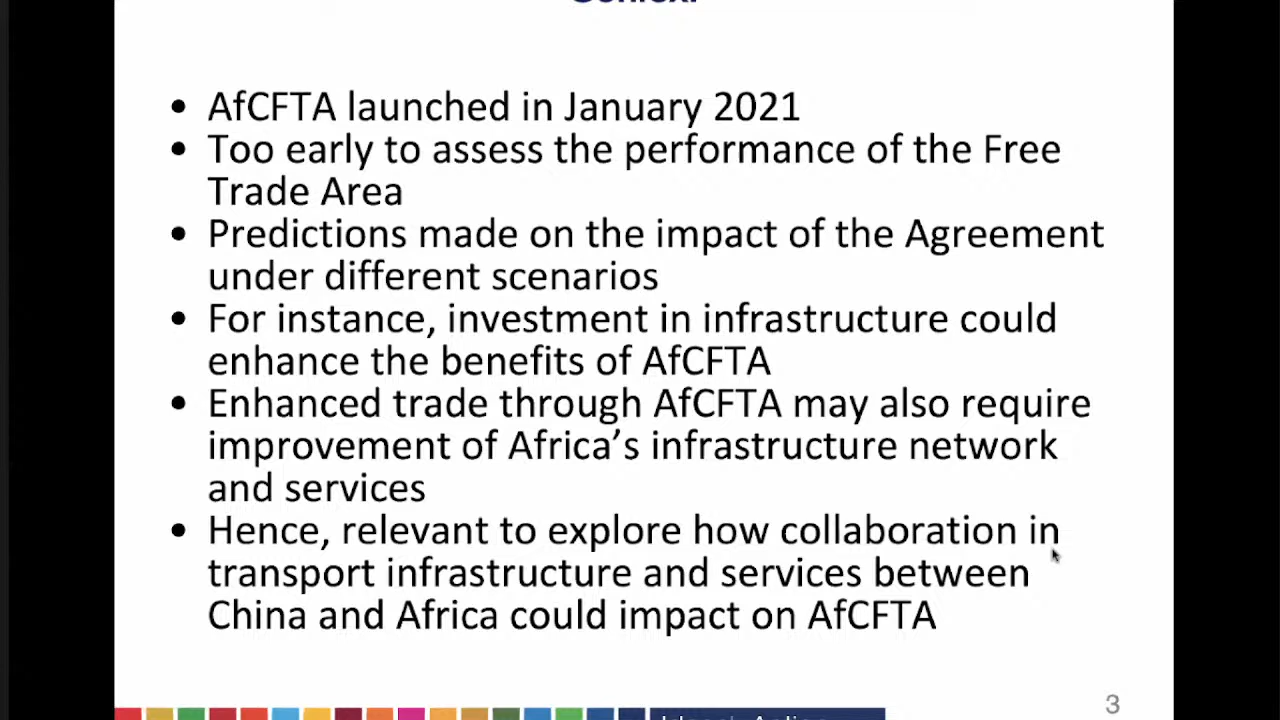 • AfCFTA launched in January 2021
• Too early to assess the performance of the Free
Trade Area
• Predictions made on the impact of the Agreement
under different scenarios
• For instance, investment in infrastructure could
enhance the benefits of AfCFTA
• Enhanced trade through AfCFTA may also require
improvement of Africa’s infrastructure network
and services
• Hence, relevant to explore how collaboration in
transport infrastructure and services between
China and Africa could impact on AfCFTA
3